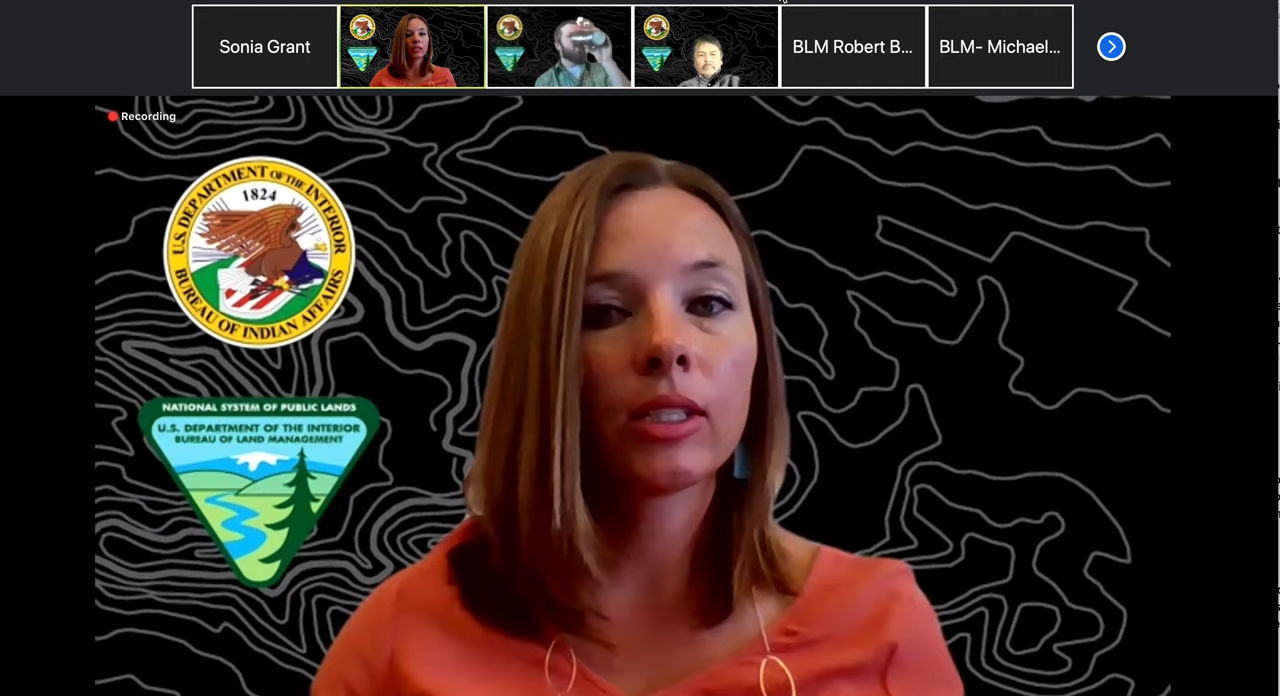 Sonia Grant
BLM Robert B...
BLM- Michael...
Recording
U.S. DEPARTMENT OF THE INTERIOR
1824
BUREAU OF INDIAN AFFAIRS
NATIONAL SYSTEM OF PUBLIC LANDS
U.S. DEPARTMENT OF THE INTERIOR
BUREAU OF LAND MANAGEMENT